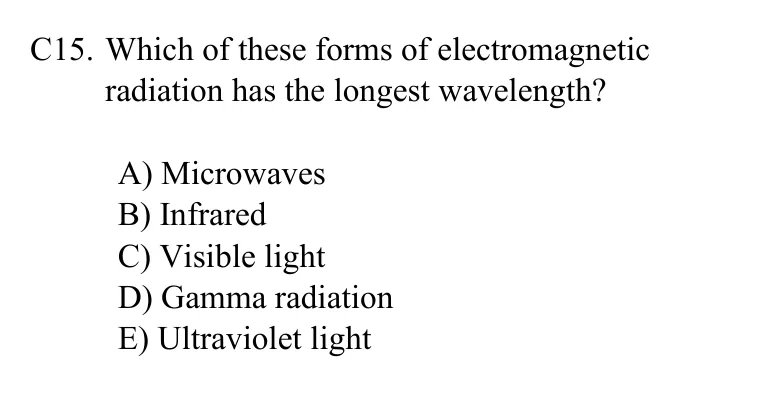 C15. Which of these forms of electromagnetic
radiation has the longest wavelength?
A) Microwaves
B) Infrared
C) Visible light
D) Gamma radiation
E) Ultraviolet light